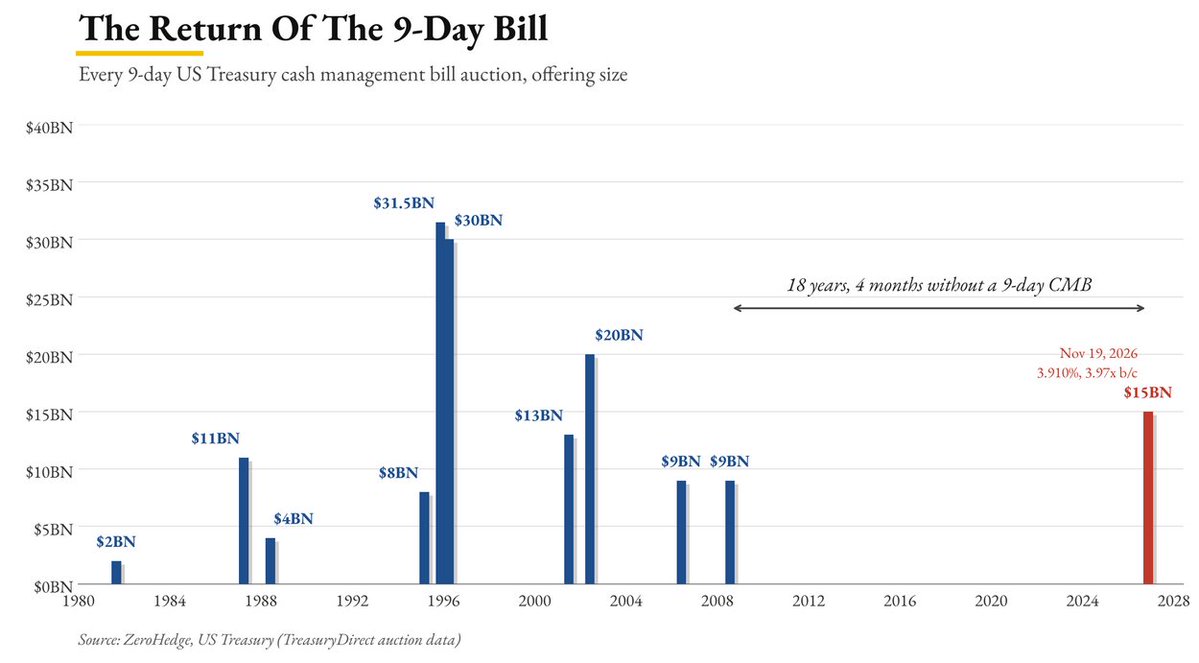 The Return Of The 9-Day Bill
Every 9-day US Treasury cash management bill auction, offering size
$40BN
$35BN
$31.5BN
$30BN
$30BN
18 years, 4 months without a 9-day CMB
$25BN
$20BN
$20BN
Nov 19, 2026
3.910%, 3.97x b/c
$15BN
$15BN
$13BN
$11BN
$10BN
$9BN $9BN
$8BN
$5BN
$4BN
$2BN
$0BN
1980 1984 1988 1992 1996 2000 2004 2008 2012 2016 2020 2024 2028
Source: ZeroHedge, US Treasury (TreasuryDirect auction data)